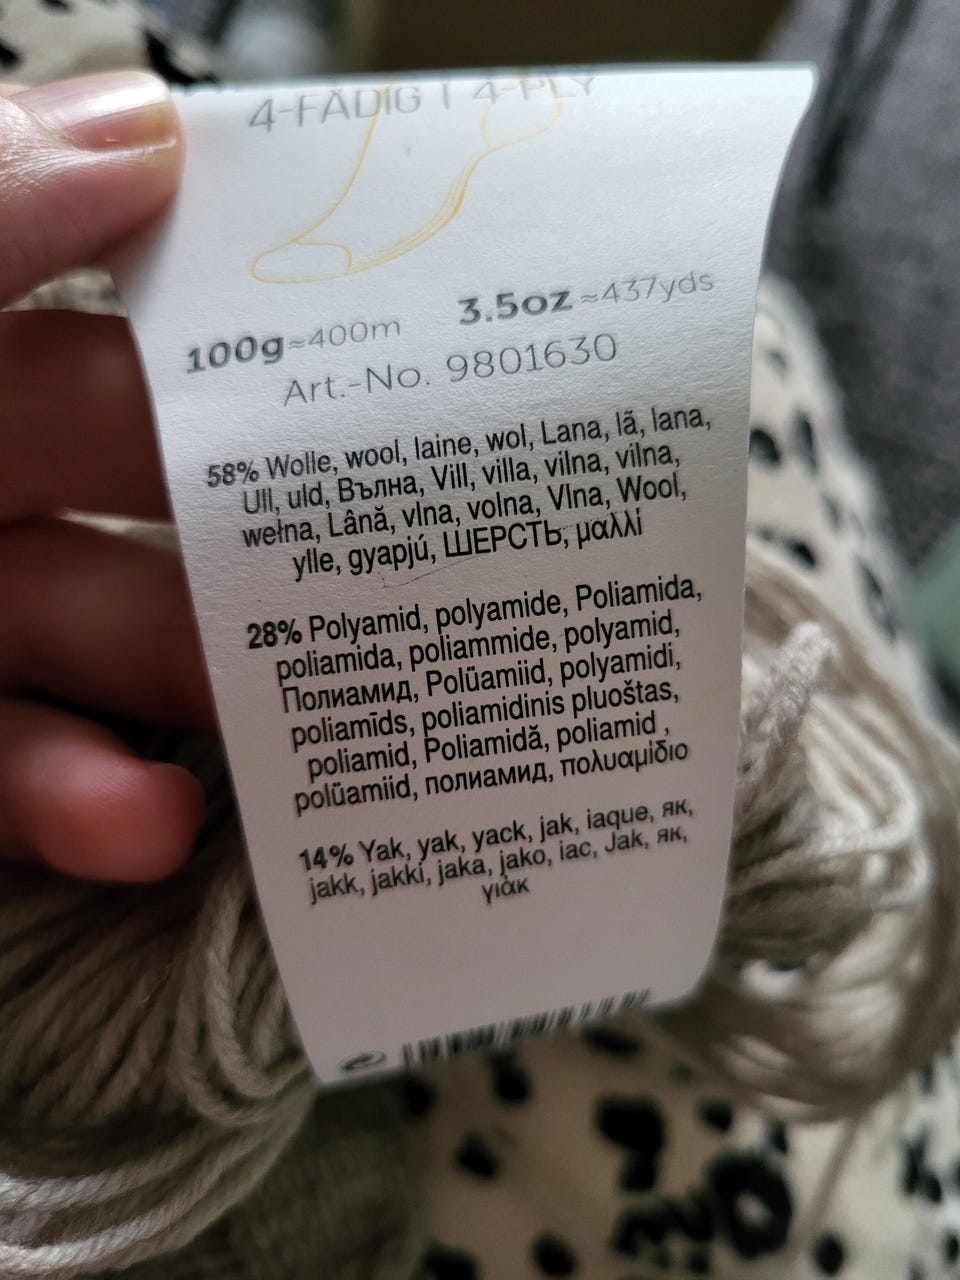 4-FÄDIG | 4-PLY
100g≈400m 3.5oz≈437yds
Art.-No. 9801630
58% Wolle, wool, laine, wol, Lana, lã, lana,
Ull, uld, Вълна, Vill, villa, vilna, vilna,
wełna, Lână, vlna, volna, Vlna, Wool,
ylle, gyapjú, ШЕРСТЬ, μαλλί
28% Polyamid, polyamide, Poliamida,
poliamida, poliammide, polyamid,
Полиамид, Polüamiid, polyamidi,
poliamīds, poliamidinis pluoštas,
poliamid, Poliamidă, poliamid ,
polüamiid, полиамид, πολυαμίδιο
14% Yak, yak, yack, jak, iaque, як,
jakk, jakki, jaka, jako, iac, Jak, як,
γιάκ